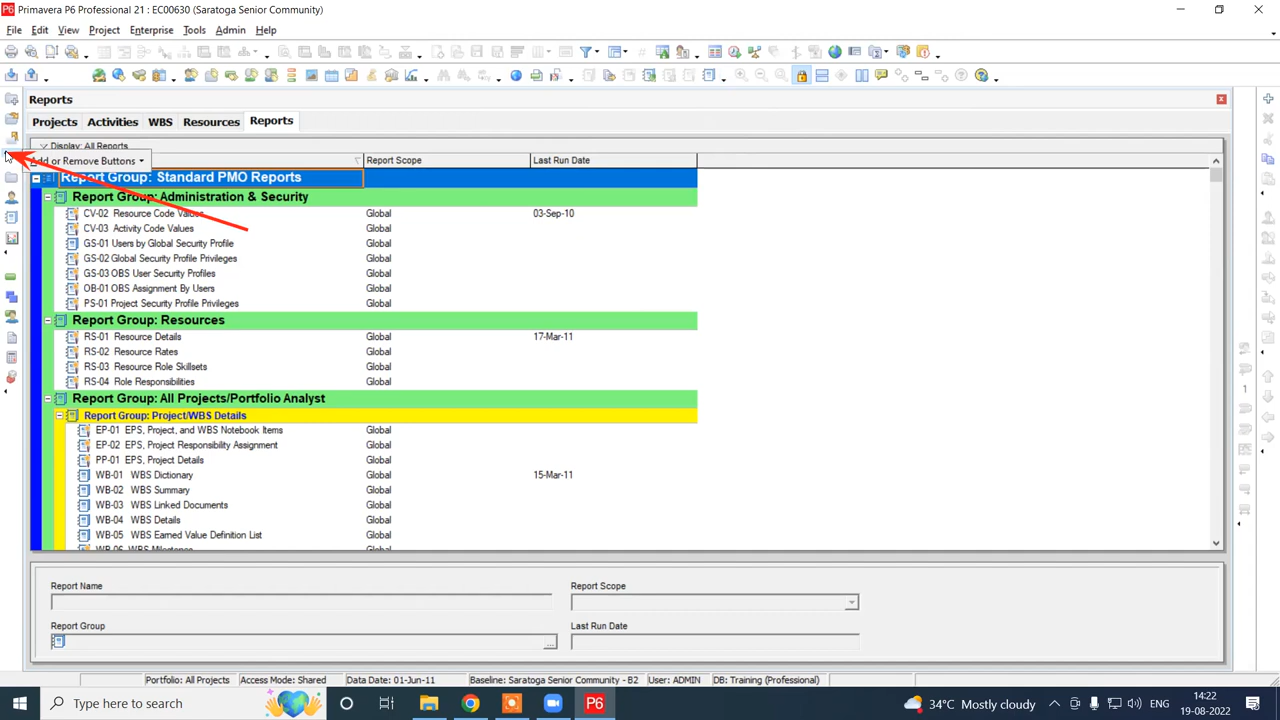 P6 Primavera P6 Professional 21 : EC00630 (Saratoga Senior Community)
File Edit View Project Enterprise Tools Admin Help
Reports
Projects Activities WBS Resources Reports
Display: All Reports
Add or Remove Buttons
Report Scope Last Run Date
Report Group: Standard PMO Reports
Report Group: Administration & Security
CV-02 Resource Code Values Global 03-Sep-10
CV-03 Activity Code Values Global
GS-01 Users by Global Security Profile Global
GS-02 Global Security Profile Privileges Global
GS-03 OBS User Security Profiles Global
OB-01 OBS Assignment By Users Global
PS-01 Project Security Profile Privileges Global
Report Group: Resources
RS-01 Resource Details Global 17-Mar-11
RS-02 Resource Rates Global
RS-03 Resource Role Skillsets Global
RS-04 Role Responsibilities Global
Report Group: All Projects/Portfolio Analyst
Report Group: Project/WBS Details
EP-01 EPS, Project, and WBS Notebook Items Global
EP-02 EPS, Project Responsibility Assignment Global
PP-01 EPS, Project Details Global
WB-01 WBS Dictionary Global 15-Mar-11
WB-02 WBS Summary Global
WB-03 WBS Linked Documents Global
WB-04 WBS Details Global
WB-05 WBS Earned Value Definition List Global
WB-06 WBS Milestones Global
Report Name Report Scope
Report Group Last Run Date
Portfolio: All Projects Access Mode: Shared Data Date: 01-Jun-11 Baseline: Saratoga Senior Community - B2 User: ADMIN DB: Training (Professional)
Type here to search P6 34°C Mostly cloudy ENG 14:22
19-08-2022